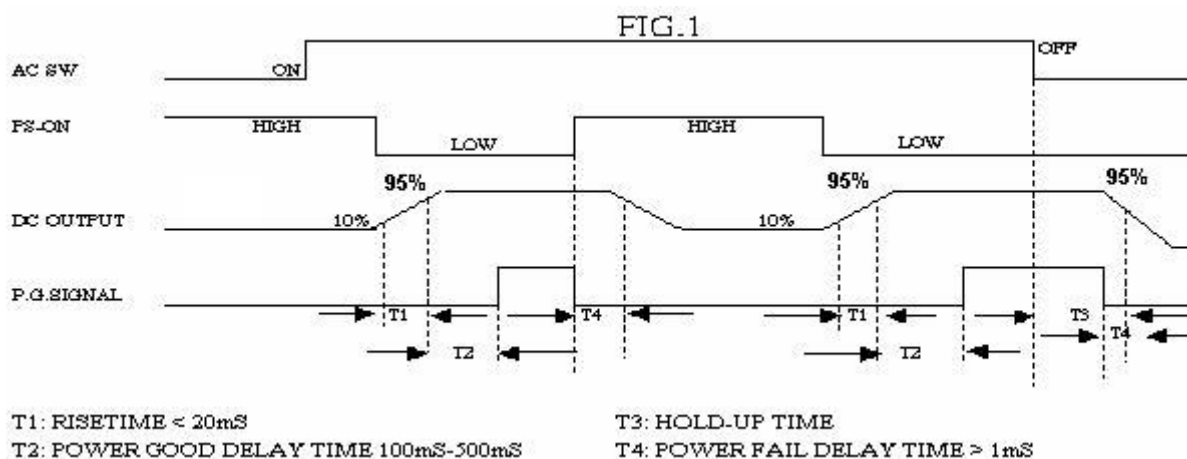 FIG.1
AC SW ON OFF
PS-ON HIGH LOW HIGH LOW
95% 95% 95%
DC OUTPUT 10% 10%
P.G.SIGNAL
T1 T4 T1 T3
T2 T2 T4
T1: RISETIME < 20mS
T3: HOLD-UP TIME
T2: POWER GOOD DELAY TIME 100mS-500mS
T4: POWER FAIL DELAY TIME > 1mS